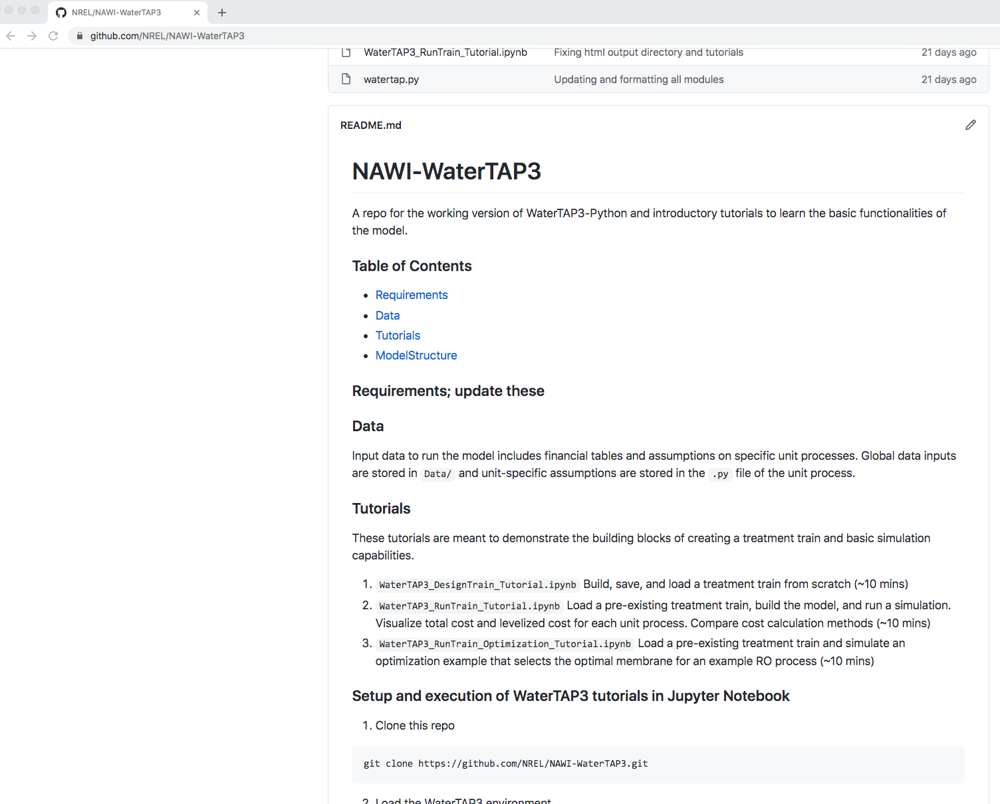 NREL/NAWI-WaterTAP3
github.com/NREL/NAWI-WaterTAP3
WaterTAP3_RunTrain_Tutorial.ipynb Fixing html output directory and tutorials 21 days ago
watertap.py Updating and formatting all modules 21 days ago
README.md
NAWI-WaterTAP3
A repo for the working version of WaterTAP3-Python and introductory tutorials to learn the basic functionalities of
the model.
Table of Contents
• Requirements
• Data
• Tutorials
• ModelStructure
Requirements; update these
Data
Input data to run the model includes financial tables and assumptions on specific unit processes. Global data inputs
are stored in Data/ and unit-specific assumptions are stored in the .py file of the unit process.
Tutorials
These tutorials are meant to demonstrate the building blocks of creating a treatment train and basic simulation
capabilities.
1. WaterTAP3_DesignTrain_Tutorial.ipynb Build, save, and load a treatment train from scratch (~10 mins)
2. WaterTAP3_RunTrain_Tutorial.ipynb Load a pre-existing treatment train, build the model, and run a simulation.
Visualize total cost and levelized cost for each unit process. Compare cost calculation methods (~10 mins)
3. WaterTAP3_RunTrain_Optimization_Tutorial.ipynb Load a pre-existing treatment train and simulate an
optimization example that selects the optimal membrane for an example RO process (~10 mins)
Setup and execution of WaterTAP3 tutorials in Jupyter Notebook
1. Clone this repo
git clone https://github.com/NREL/NAWI-WaterTAP3.git
2. Load the WaterTAP3 environment